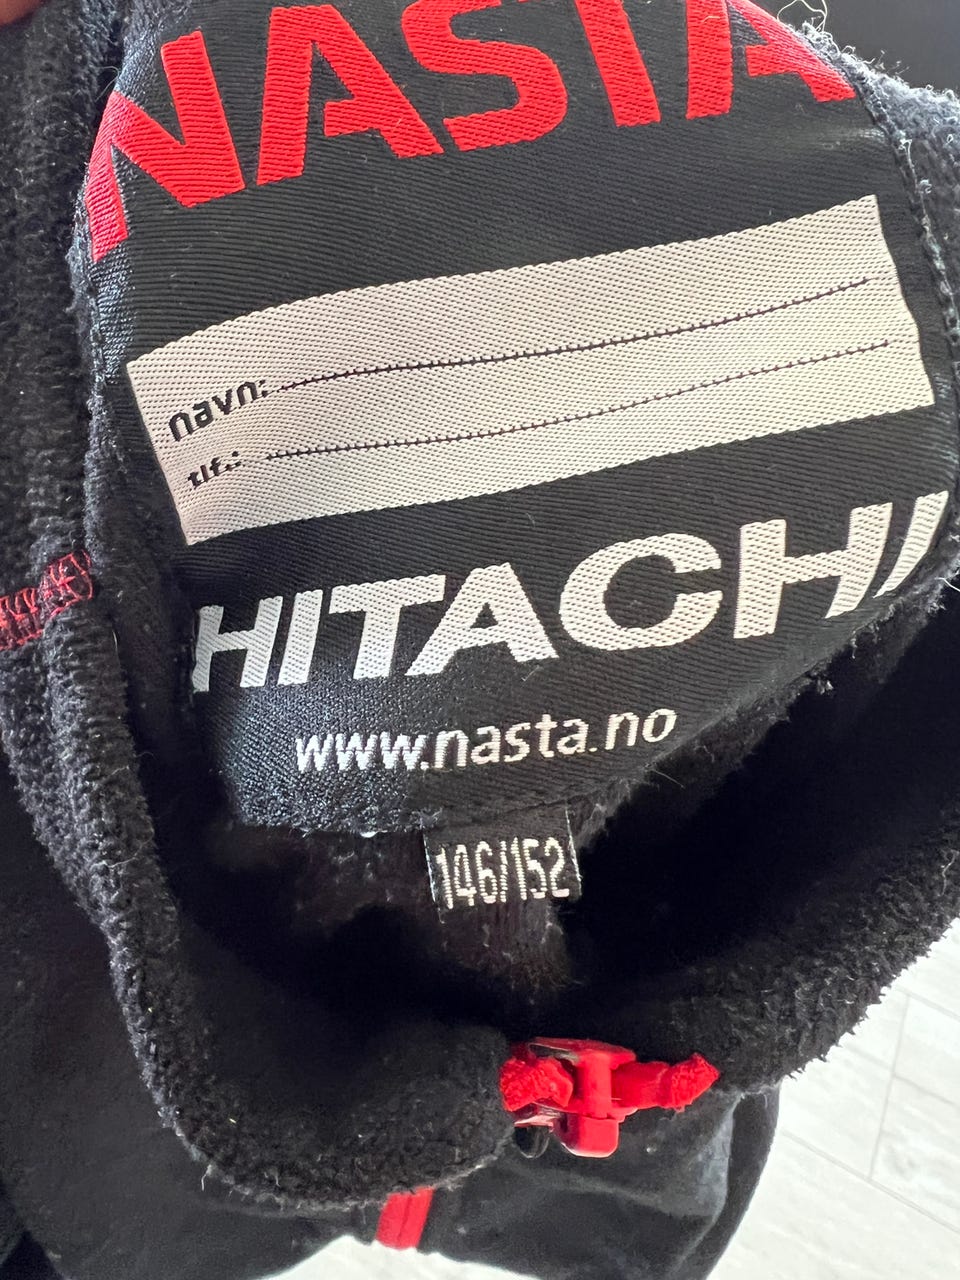 NASTA
navn:
tlf.:
HITACHI
www.nasta.no
146/152